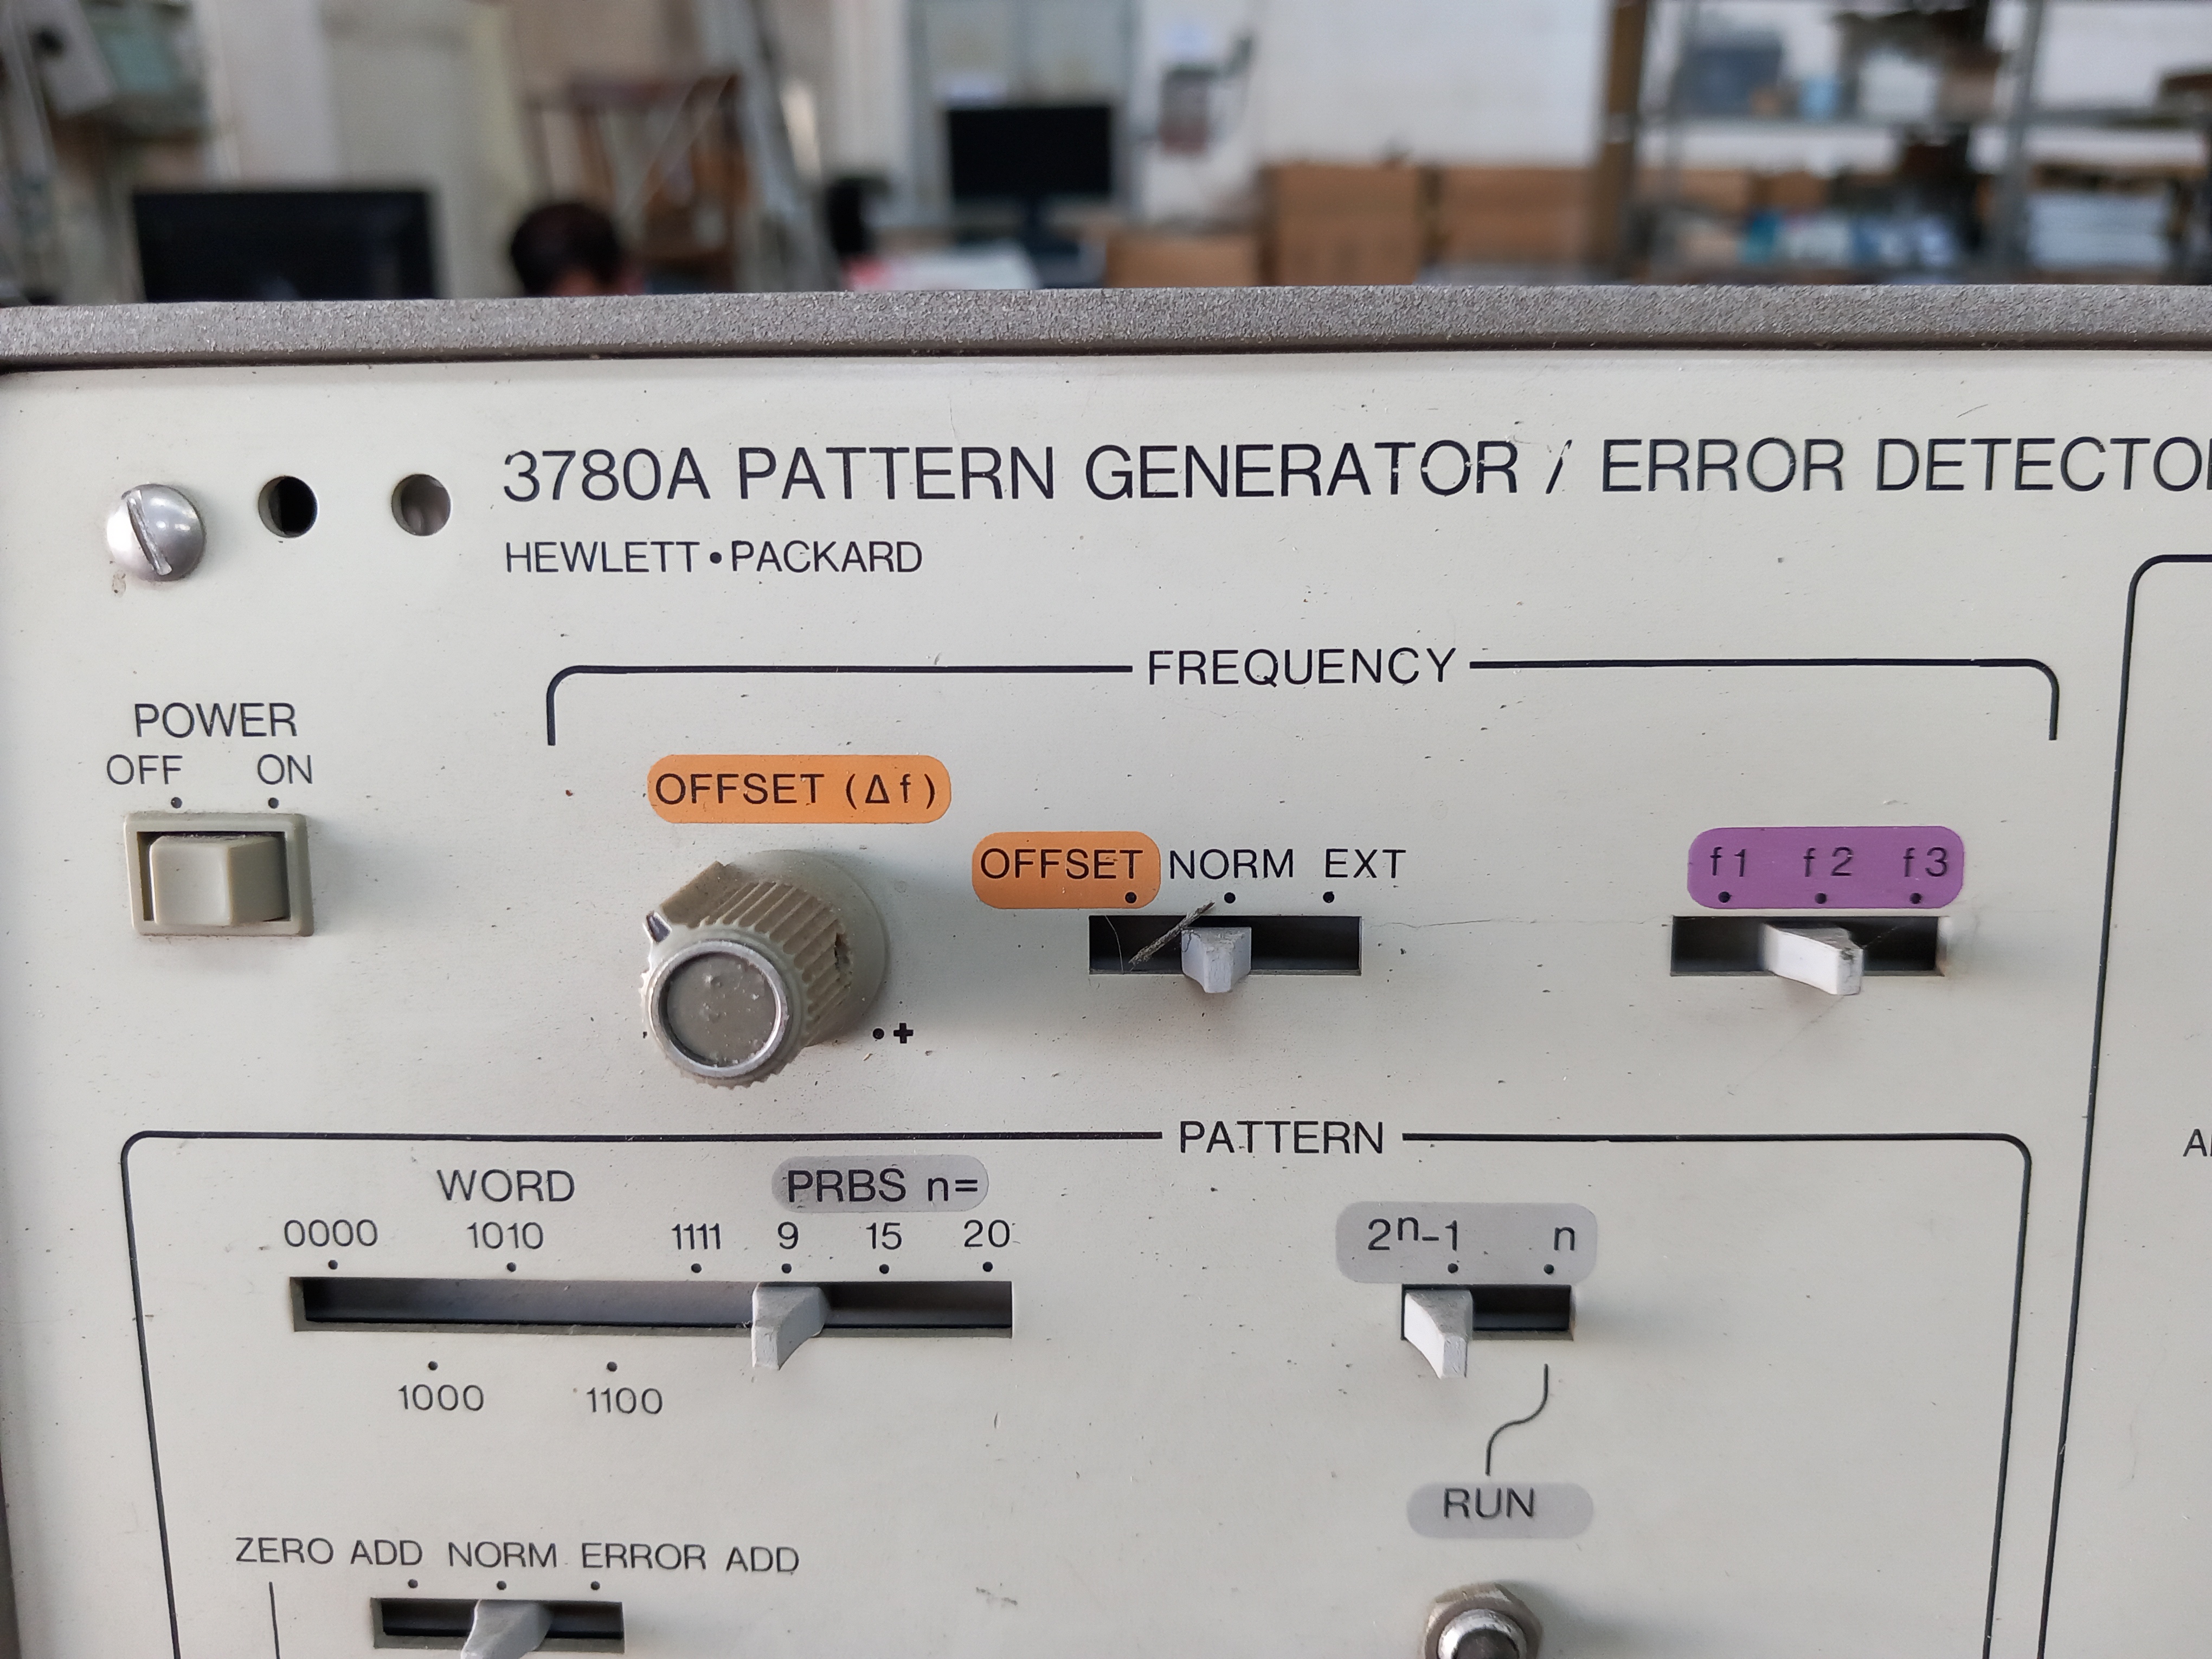 3780A PATTERN GENERATOR / ERROR DETECTO
HEWLETT•PACKARD
FREQUENCY
POWER
OFF ON
OFFSET (Δf)
OFFSET NORM EXT
f1 f2 f3
•+
PATTERN
WORD PRBS n=
0000 1010 1111 9 15 20
2ⁿ-1 n
1000 1100
RUN
ZERO ADD NORM ERROR ADD